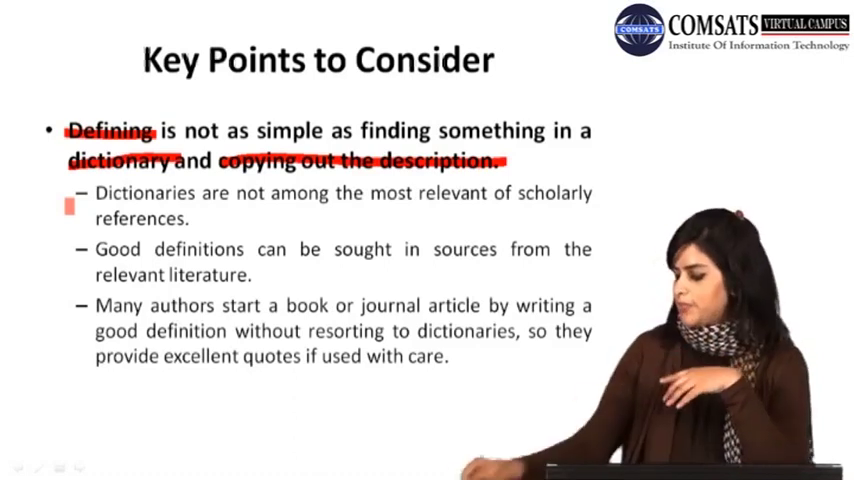 COMSATS
COMSATS VIRTUAL CAMPUS
Institute Of Information Technology
Key Points to Consider
• Defining is not as simple as finding something in a
dictionary and copying out the description.
– Dictionaries are not among the most relevant of scholarly
references.
– Good definitions can be sought in sources from the
relevant literature.
– Many authors start a book or journal article by writing a
good definition without resorting to dictionaries, so they
provide excellent quotes if used with care.